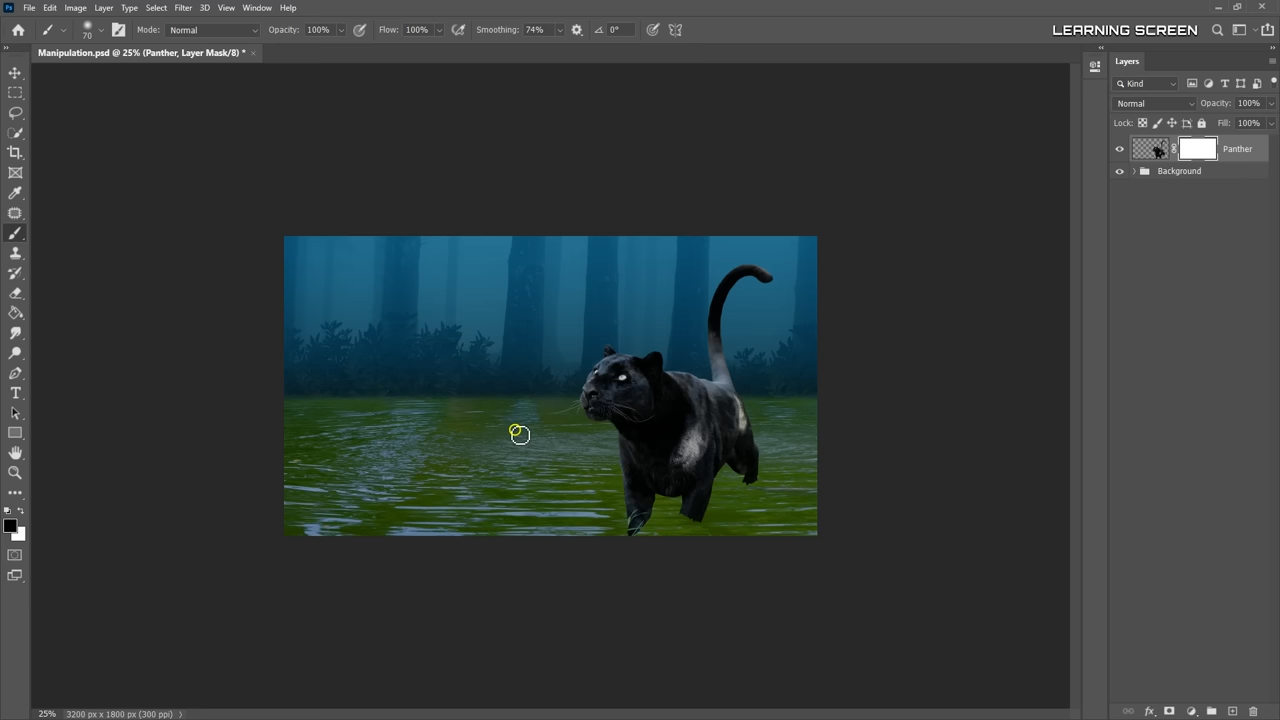 Ps File Edit Image Layer Type Select Filter 3D View Window Help
70 Mode: Normal Opacity: 100% Flow: 100% Smoothing: 74% 0° LEARNING SCREEN
Manipulation.psd @ 25% (Panther, Layer Mask/8) * ×
Layers
Kind
Normal Opacity: 100%
Lock: Fill: 100%
Panther
Background
25% 3200 px x 1800 px (300 ppi)